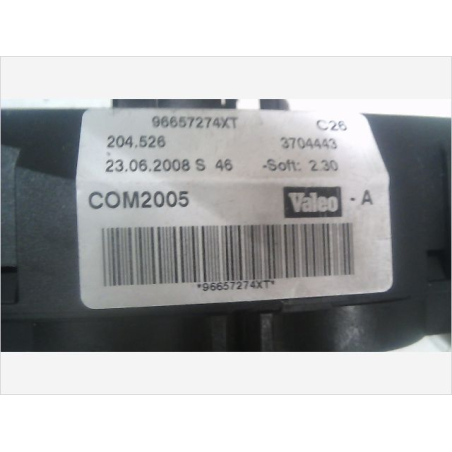 96657274XT C26
204.526 3704443
23.06.2008 S 46 -Soft: 2.30
COM2005 Valeo - A
*96657274XT*